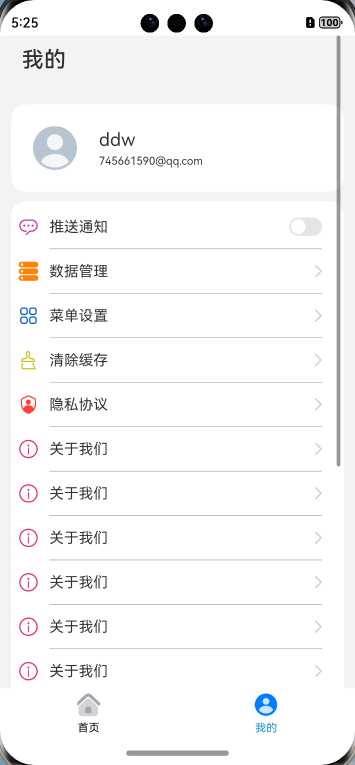 5:25
100
我的
ddw
745661590@qq.com
推送通知
数据管理
菜单设置
清除缓存
隐私协议
关于我们
关于我们
关于我们
关于我们
关于我们
关于我们
首页
我的